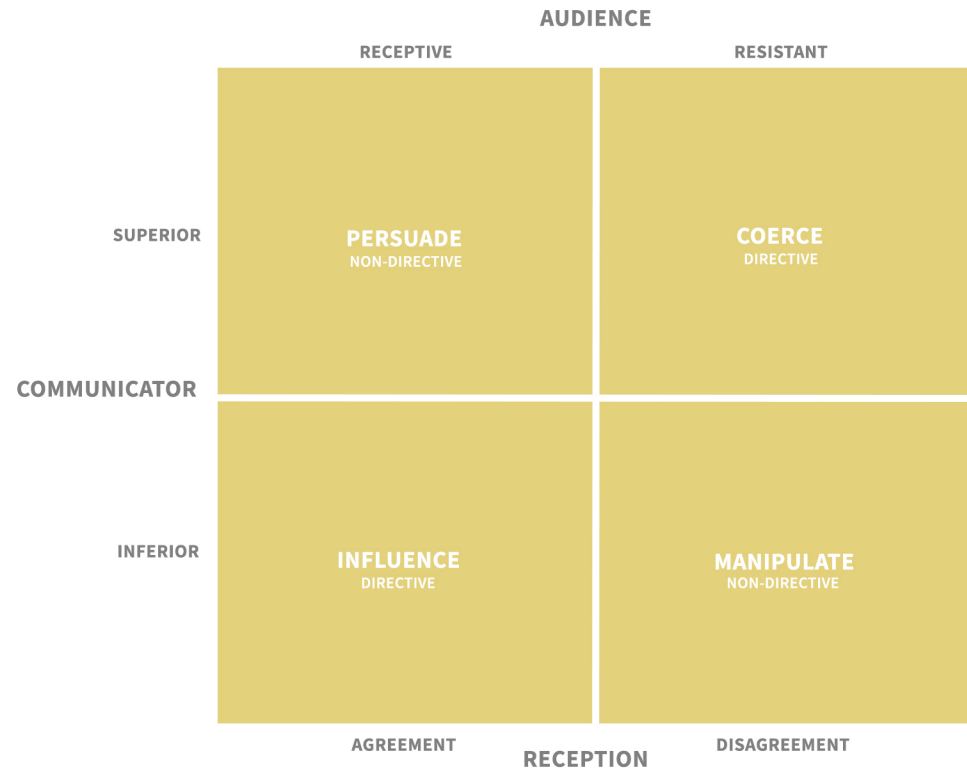 AUDIENCE
RECEPTIVE
RESISTANT
SUPERIOR
PERSUADE
NON-DIRECTIVE
COERCE
DIRECTIVE
COMMUNICATOR
INFERIOR
INFLUENCE
DIRECTIVE
MANIPULATE
NON-DIRECTIVE
AGREEMENT
RECEPTION
DISAGREEMENT